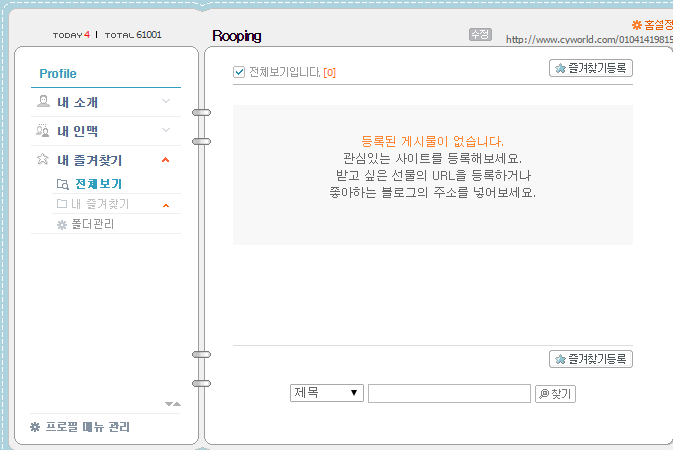 TODAY 4 | TOTAL 61001
Rooping
수정
홈설정
http://www.cyworld.com/01041419815
Profile
내 소개
내 인맥
내 즐겨찾기
전체보기
내 즐겨찾기
폴더관리
프로필 메뉴 관리
전체보기입니다. [0]
즐겨찾기등록
등록된 게시물이 없습니다.
관심있는 사이트를 등록해보세요.
받고 싶은 선물의 URL을 등록하거나
좋아하는 블로그의 주소를 넣어보세요.
즐겨찾기등록
제목
찾기